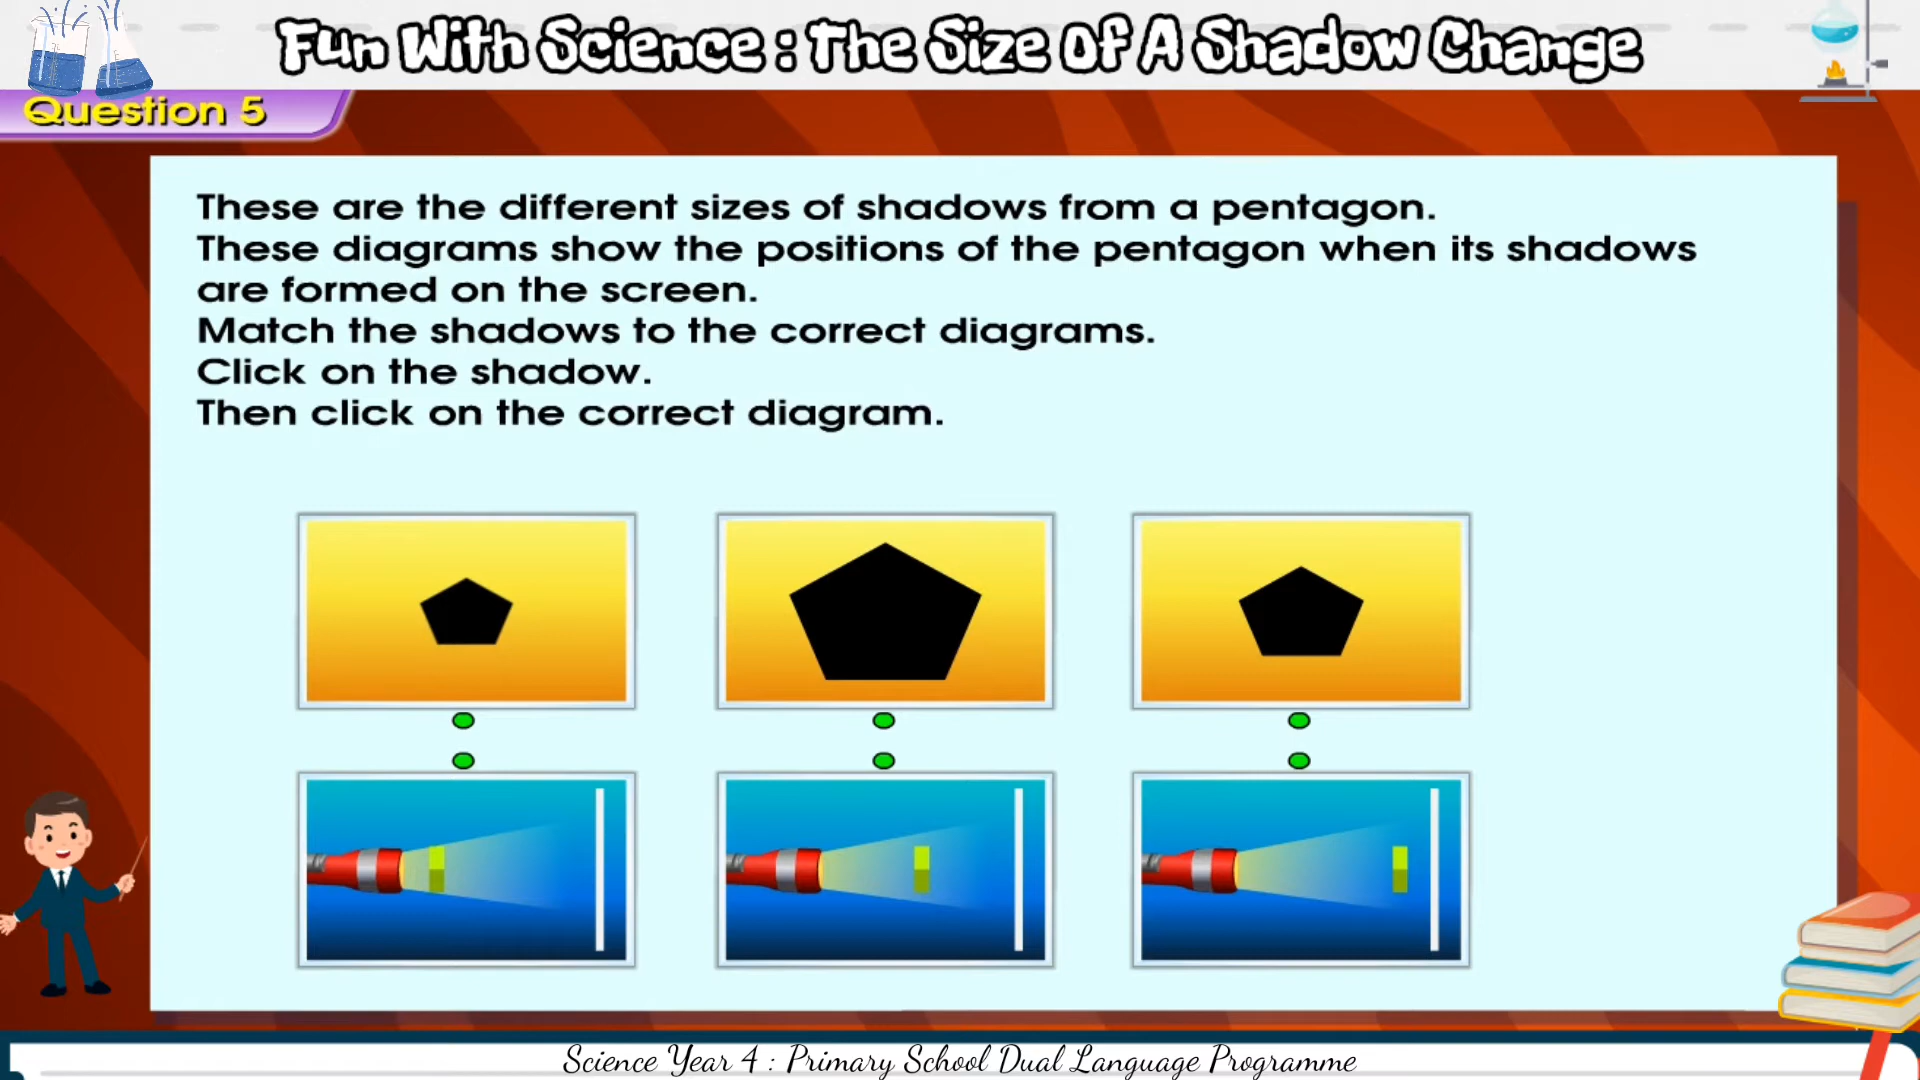 Fun With Science : The Size Of A Shadow Change
Question 5
These are the different sizes of shadows from a pentagon.
These diagrams show the positions of the pentagon when its shadows
are formed on the screen.
Match the shadows to the correct diagrams.
Click on the shadow.
Then click on the correct diagram.
Science Year 4 : Primary School Dual Language Programme